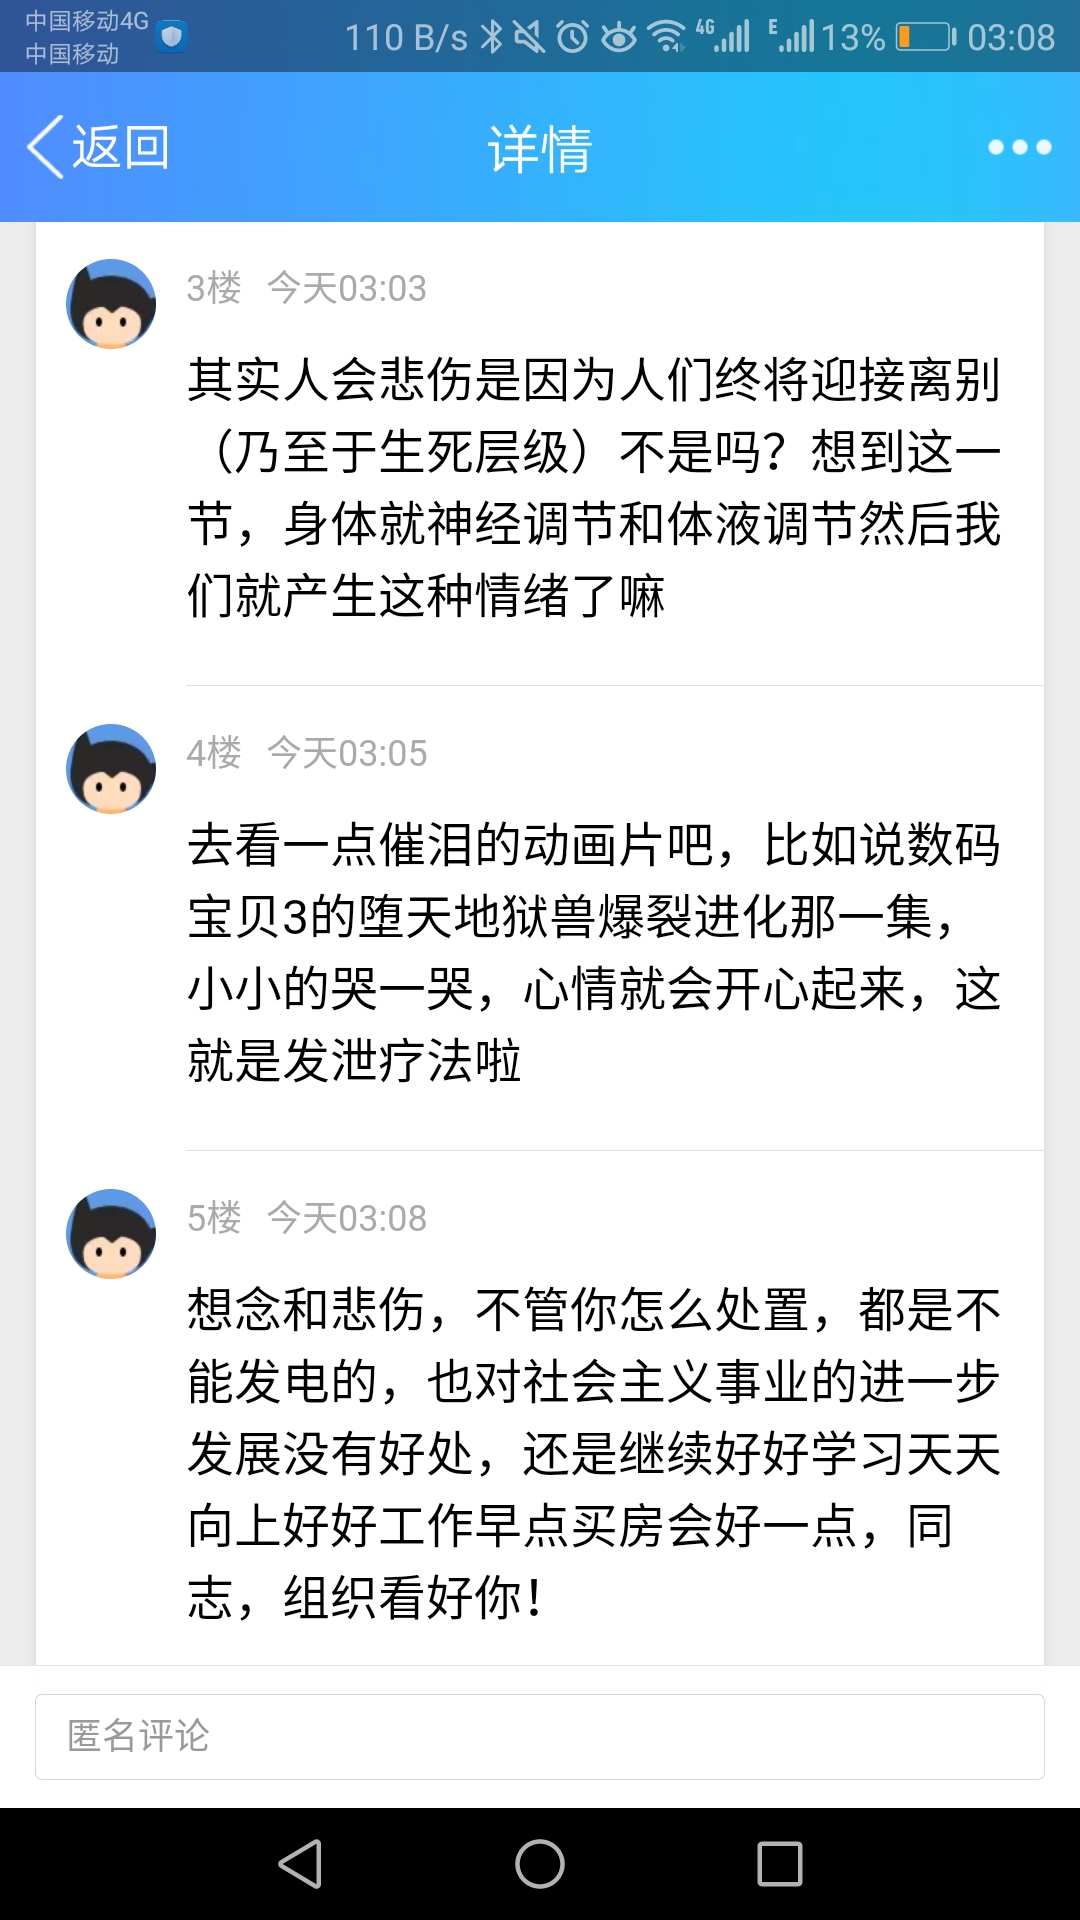 中国移动4G
中国移动
110 B/s 4G E 13% 03:08
返回 详情
3楼 今天03:03
其实人会悲伤是因为人们终将迎接离别
（乃至于生死层级）不是吗？想到这一
节，身体就神经调节和体液调节然后我
们就产生这种情绪了嘛
4楼 今天03:05
去看一点催泪的动画片吧，比如说数码
宝贝3的堕天地狱兽爆裂进化那一集，
小小的哭一哭，心情就会开心起来，这
就是发泄疗法啦
5楼 今天03:08
想念和悲伤，不管你怎么处置，都是不
能发电的，也对社会主义事业的进一步
发展没有好处，还是继续好好学习天天
向上好好工作早点买房会好一点，同
志，组织看好你！
匿名评论